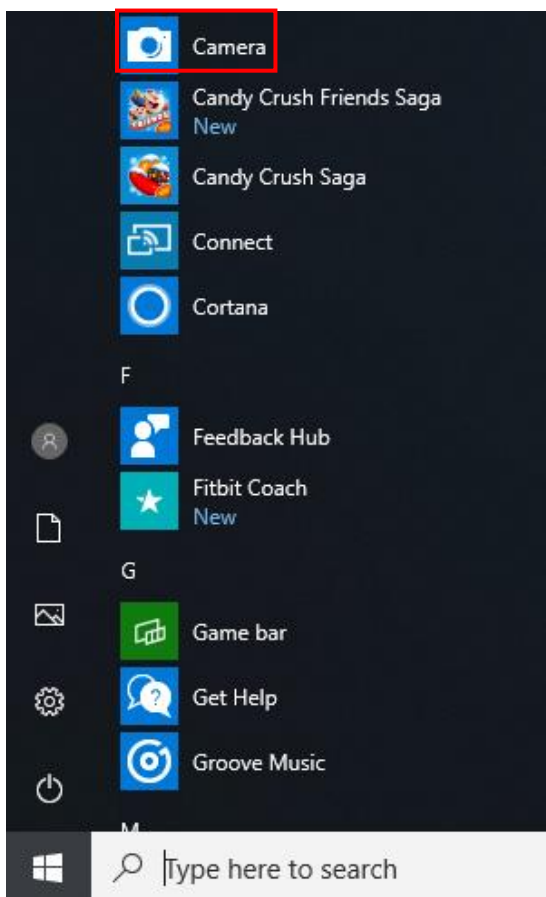 Camera
Candy Crush Friends Saga
New
Candy Crush Saga
Connect
Cortana
F
Feedback Hub
Fitbit Coach
New
G
Game bar
Get Help
Groove Music
M
Type here to search